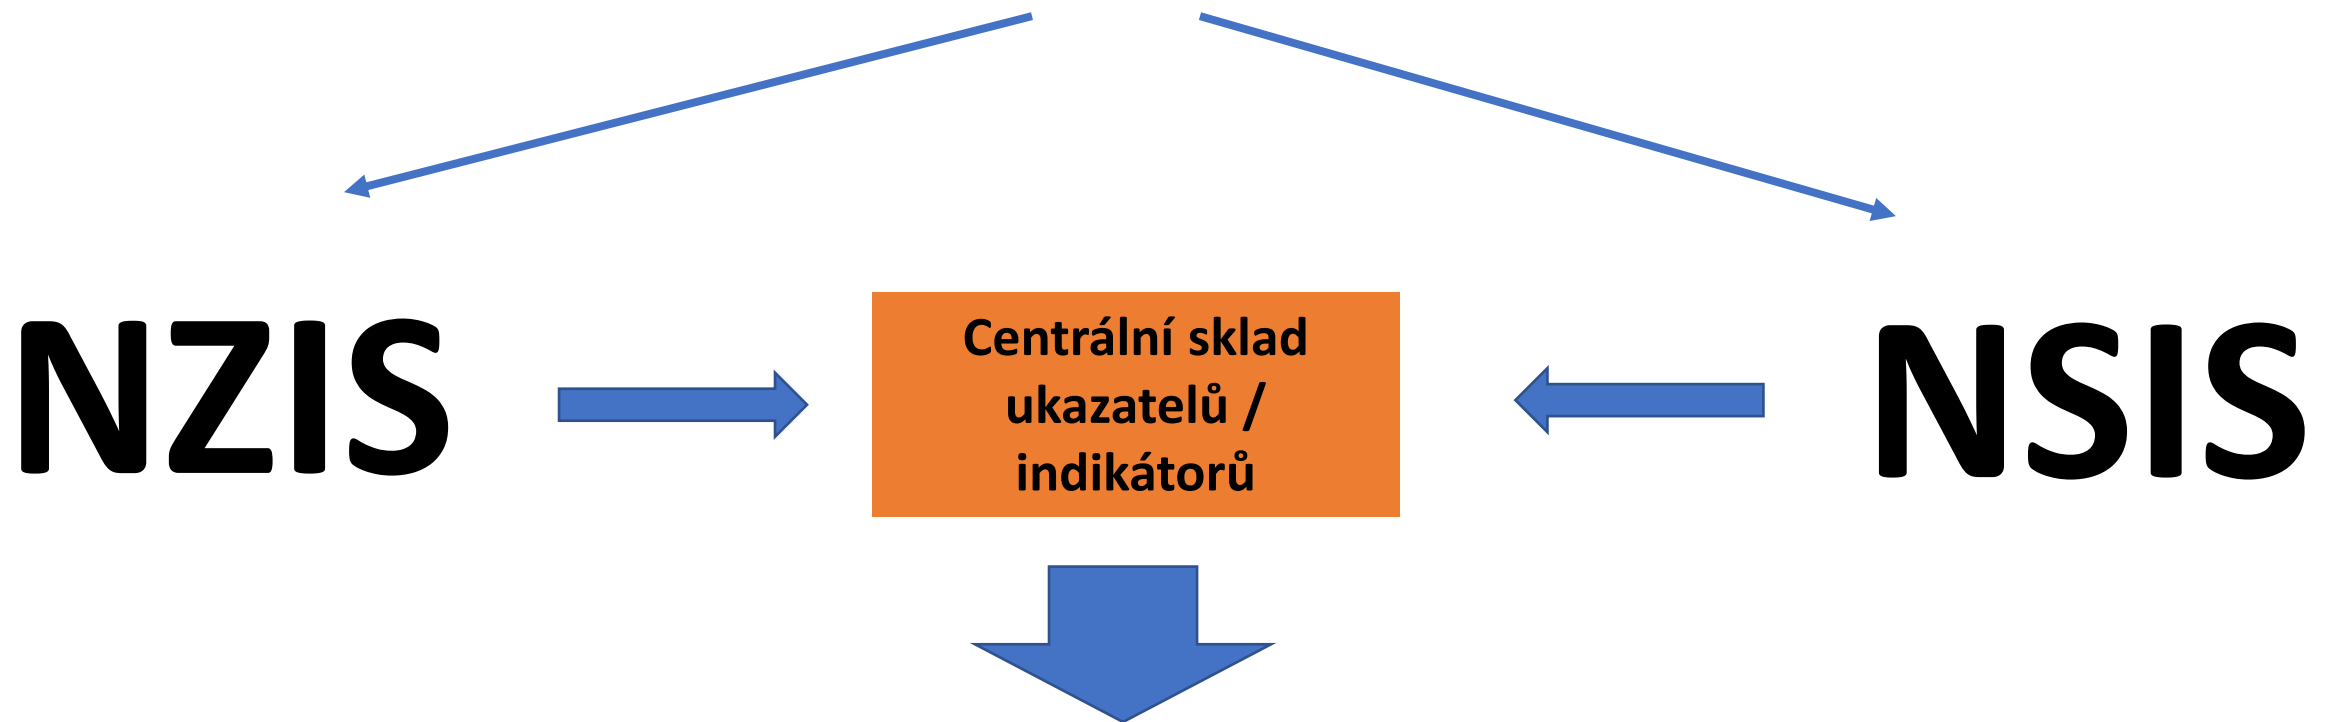 NZIS
Centrální sklad
ukazatelů /
indikátorů
NSIS